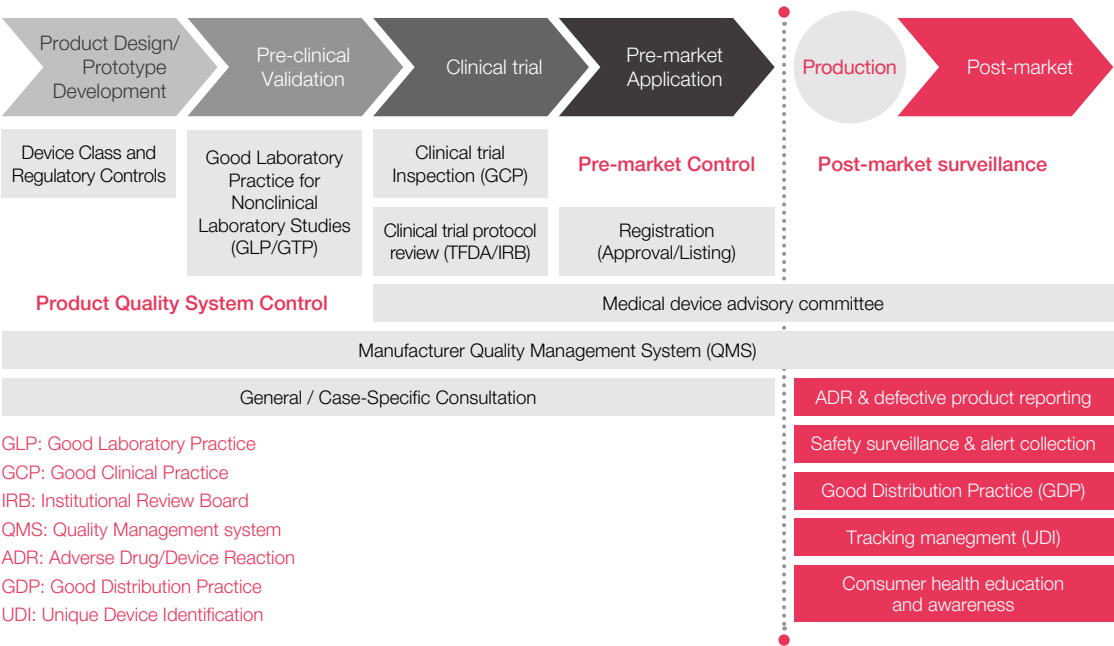 Product Design/
Prototype
Development
Pre-clinical
Validation
Clinical trial
Pre-market
Application
Production
Post-market
Device Class and
Regulatory Controls
Good Laboratory
Practice for
Nonclinical
Laboratory Studies
(GLP/GTP)
Clinical trial
Inspection (GCP)
Pre-market Control
Post-market surveillance
Clinical trial protocol
review (TFDA/IRB)
Registration
(Approval/Listing)
Product Quality System Control
Medical device advisory committee
Manufacturer Quality Management System (QMS)
General / Case-Specific Consultation
ADR & defective product reporting
Safety surveillance & alert collection
Good Distribution Practice (GDP)
Tracking manegment (UDI)
Consumer health education
and awareness
GLP: Good Laboratory Practice
GCP: Good Clinical Practice
IRB: Institutional Review Board
QMS: Quality Management system
ADR: Adverse Drug/Device Reaction
GDP: Good Distribution Practice
UDI: Unique Device Identification